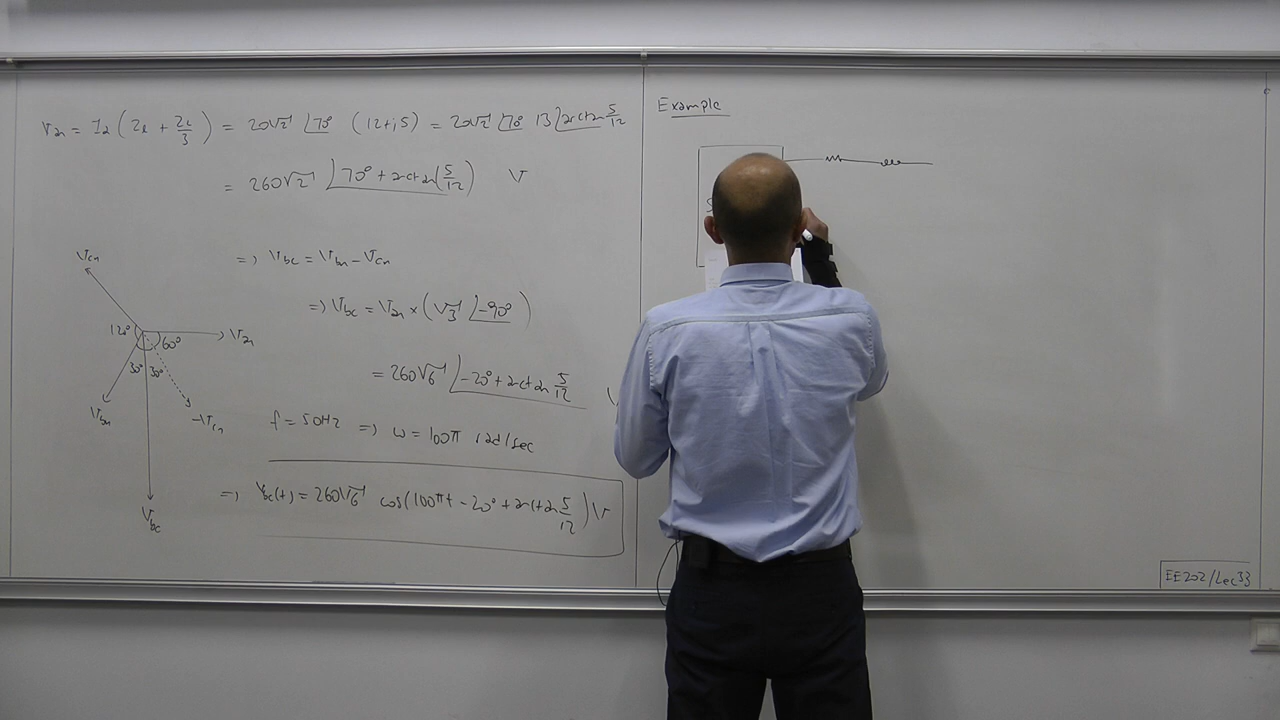 Van = Ia (Zl + ZL/3) = 20√2 ∠70° (12+j5) = 20√2 ∠70° 13 ∠arctan 5/12
= 260√2 ∠70° + arctan(5/12) V
=> Vbc = Vbn - Vcn
=> Vbc = Van × (√3 ∠-90°)
= 260√6 ∠-20° + arctan 5/12 V
f = 50Hz => ω = 100π rad/sec
=> Vbc(t) = 260√6 cos(100πt - 20° + arctan 5/12) V
Vcn
120°
60°
Van
30°
30°
Vbn
-Vcn
Vbc
Example
S
EE202/Lec33